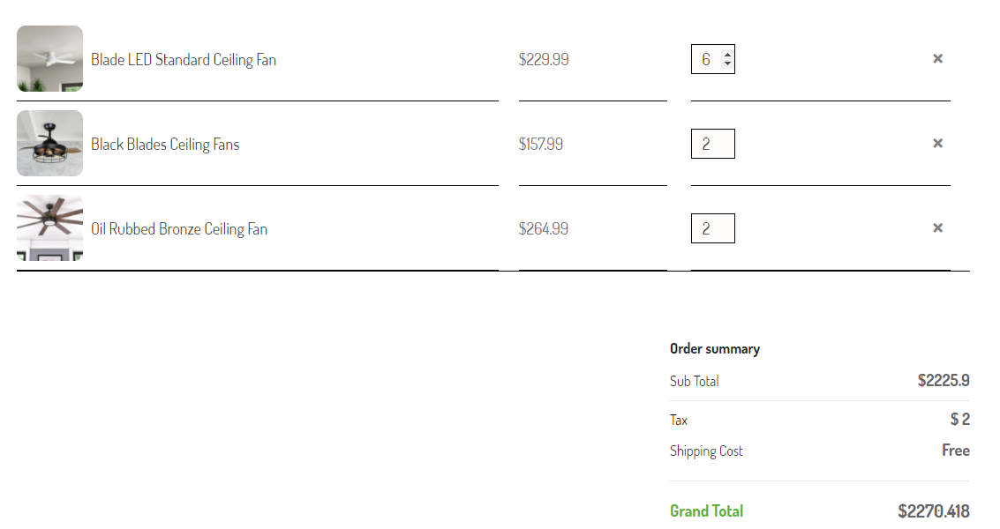 Blade LED Standard Ceiling Fan $229.99 6 ×
Black Blades Ceiling Fans $157.99 2 ×
Oil Rubbed Bronze Ceiling Fan $264.99 2 ×
Order summary
Sub Total $2225.9
Tax $ 2
Shipping Cost Free
Grand Total $2270.418